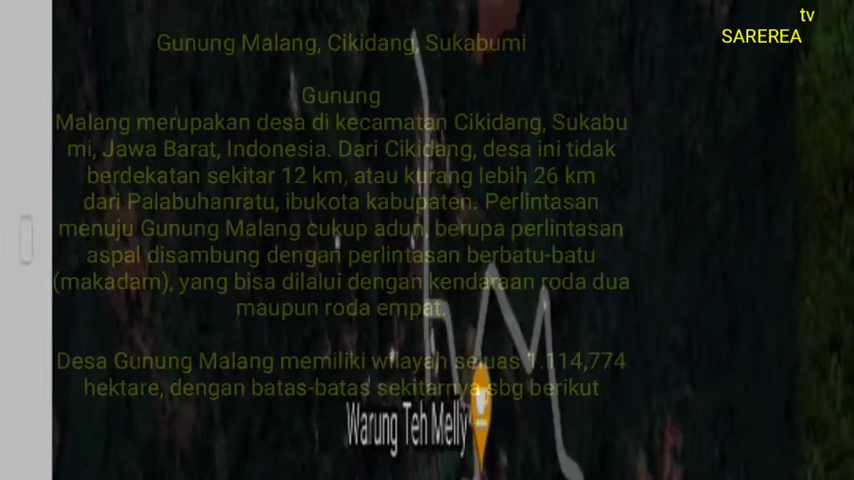 tv
SAREREA
Gunung Malang, Cikidang, Sukabumi
Gunung
Malang merupakan desa di kecamatan Cikidang, Sukabu
mi, Jawa Barat, Indonesia. Dari Cikidang, desa ini tidak
berdekatan sekitar 12 km, atau kurang lebih 26 km
dari Palabuhanratu, ibukota kabupaten. Perlintasan
menuju Gunung Malang cukup adun, berupa perlintasan
aspal disambung dengan perlintasan berbatu-batu
(makadam), yang bisa dilalui dengan kendaraan roda dua
maupun roda empat.
Desa Gunung Malang memiliki wilayah seluas 1.114,774
hektare, dengan batas-batas sekitarnya sbg berikut
Warung Teh Melly